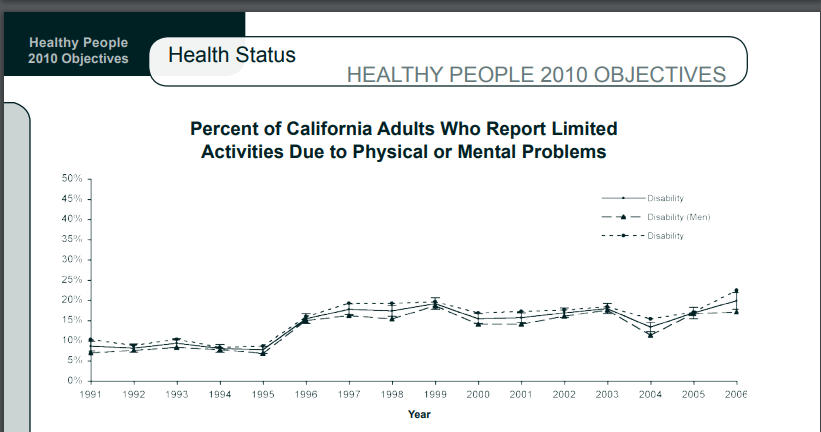 Healthy People
2010 Objectives
Health Status
HEALTHY PEOPLE 2010 OBJECTIVES
Percent of California Adults Who Report Limited
Activities Due to Physical or Mental Problems
50%
45%
40%
35%
30%
25%
20%
15%
10%
5%
0%
Disability
Disability (Men)
Disability
1991 1992 1993 1994 1995 1996 1997 1998 1999 2000 2001 2002 2003 2004 2005 2006
Year